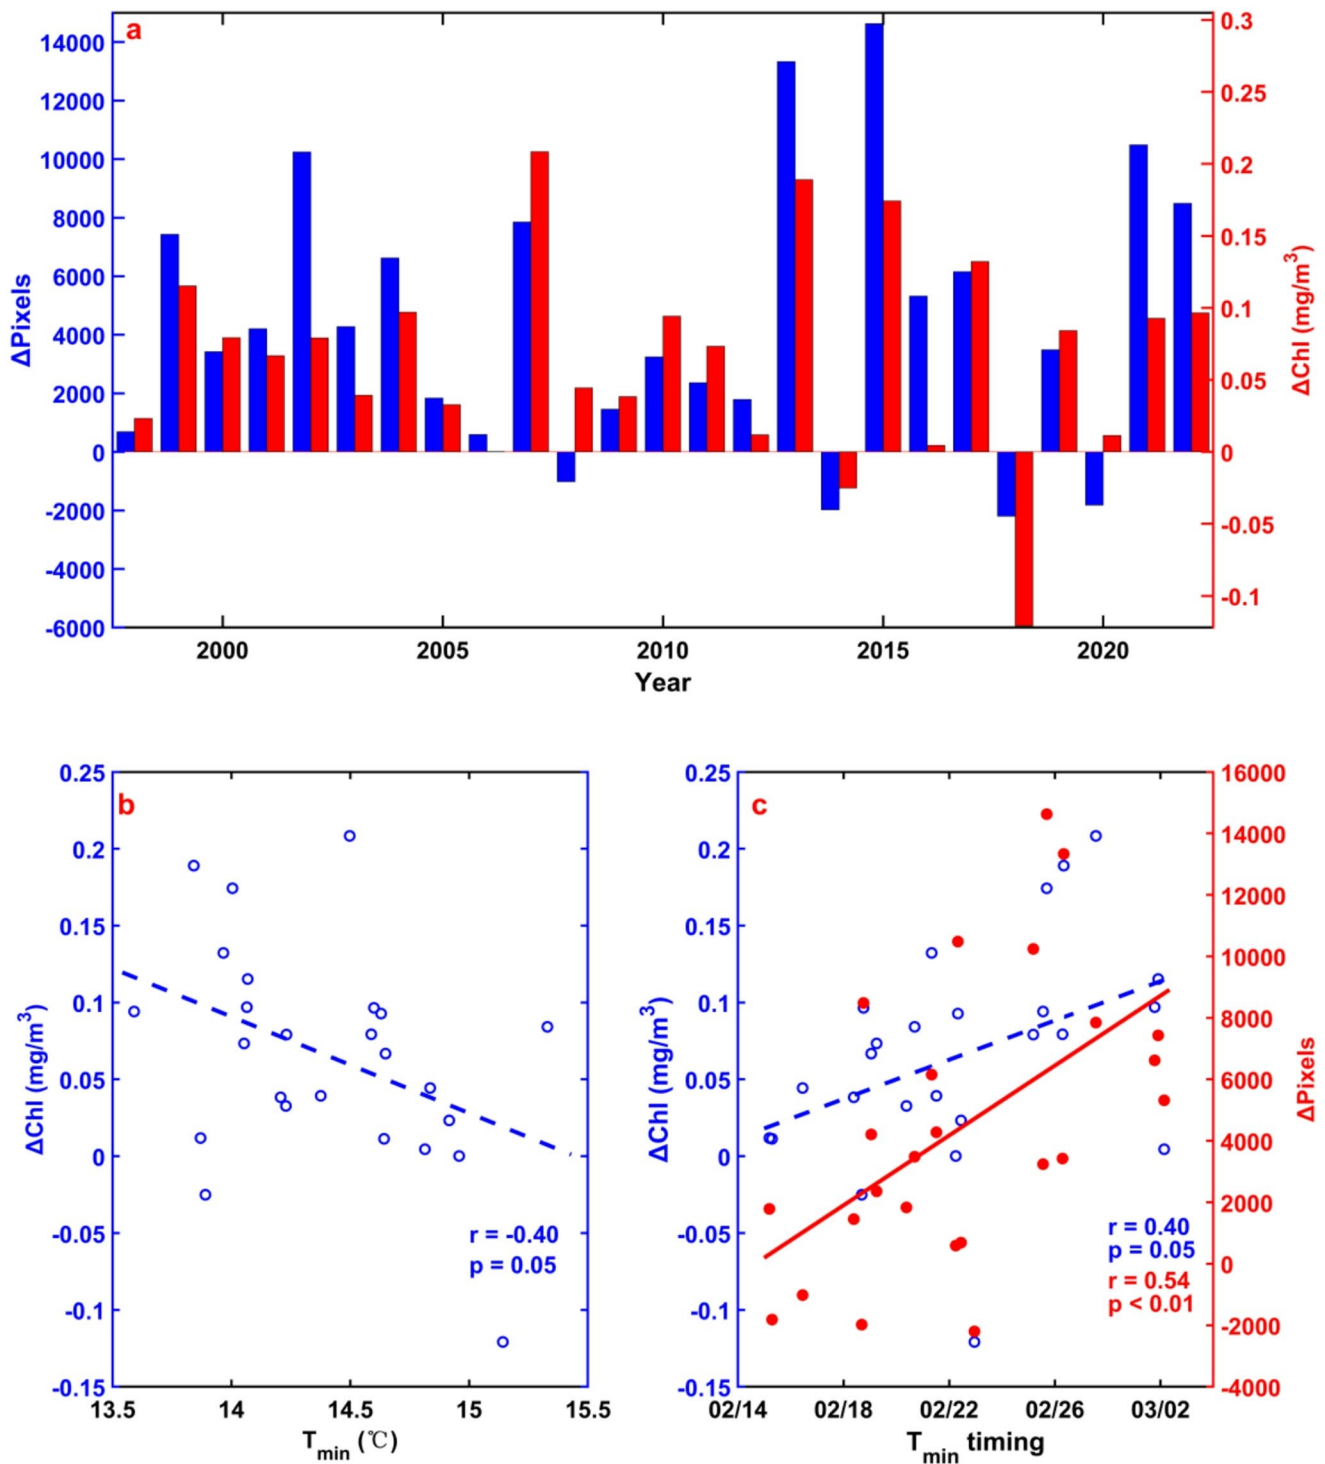 a
14000
12000
10000
8000
6000
4000
2000
0
-2000
-4000
-6000
ΔPixels
0.3
0.25
0.2
0.15
0.1
0.05
0
-0.05
-0.1
ΔChl (mg/m³)
2000 2005 2010 2015 2020
Year
b
0.25
0.2
0.15
0.1
0.05
0
-0.05
-0.1
-0.15
ΔChl (mg/m³)
r = -0.40
p = 0.05
13.5 14 14.5 15 15.5
Tmin (℃)
c
0.25
0.2
0.15
0.1
0.05
0
-0.05
-0.1
-0.15
ΔChl (mg/m³)
16000
14000
12000
10000
8000
6000
4000
2000
0
-2000
-4000
ΔPixels
r = 0.40
p = 0.05
r = 0.54
p < 0.01
02/14 02/18 02/22 02/26 03/02
Tmin timing